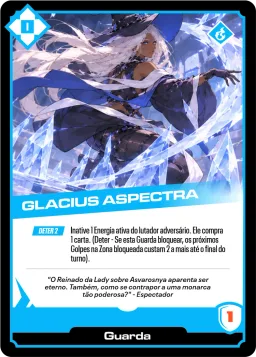 1
GLACIUS ASPECTRA
DETER 2
Inative 1 Energia ativa do lutador adversário. Ele compra
1 carta. (Deter - Se esta Guarda bloquear, os próximos
Golpes na Zona bloqueada custam 2 a mais até o final do
turno).
"O Reinado da Lady sobre Asvarosnya aparenta ser
eterno. Também, como se contrapor a uma monarca
tão poderosa?" - Espectador
1
Guarda